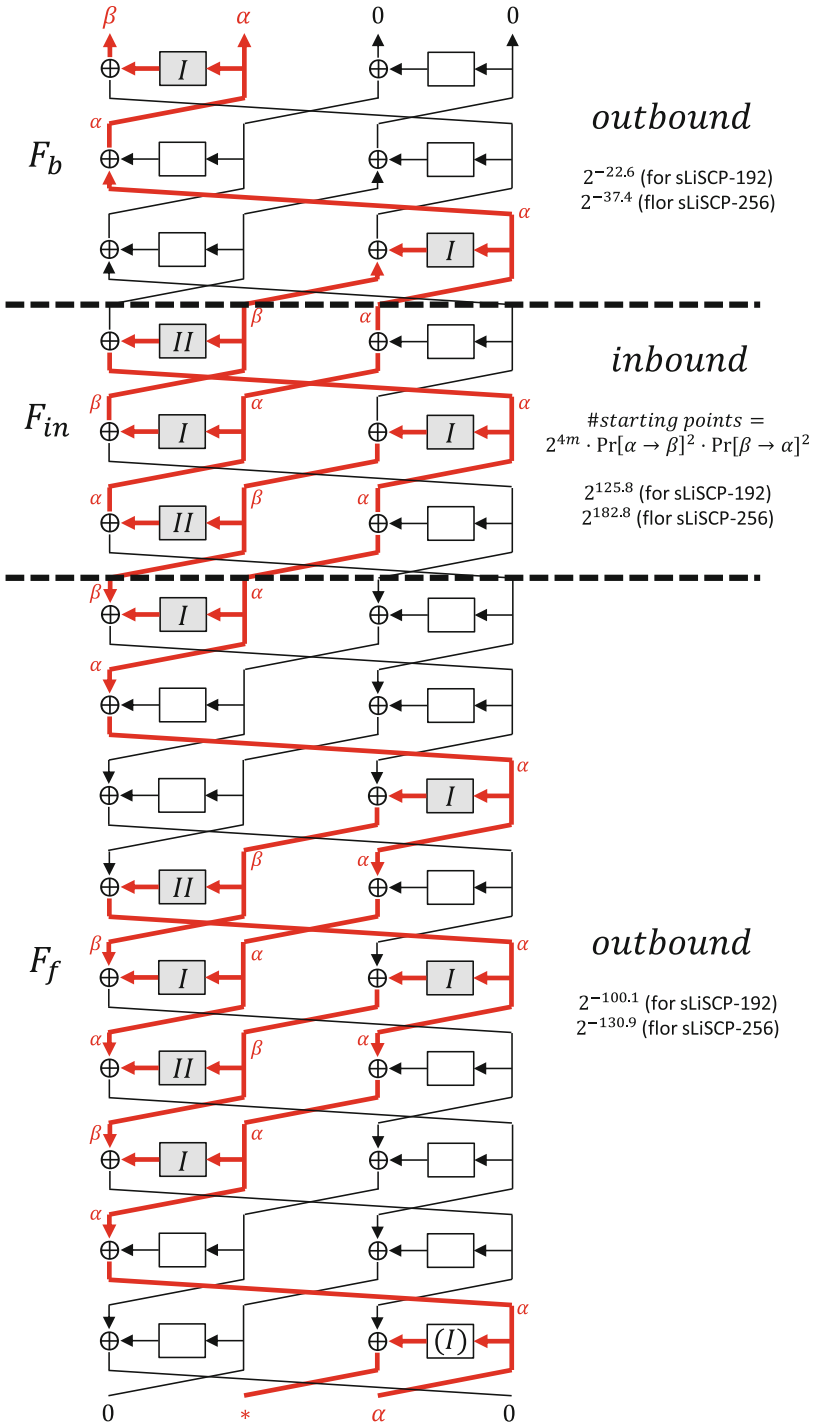 β α 0 0
I
α
outbound
F_b
2^{-22.6} (for sLiSCP-192)
2^{-37.4} (flor sLiSCP-256)
α
I
β α
II
inbound
β α α
F_{in}
I I
#starting points =
2^{4m} · Pr[α → β]^2 · Pr[β → α]^2
α β α
2^{125.8} (for sLiSCP-192)
II
2^{182.8} (flor sLiSCP-256)
β α
I
α
α
I
β α
II
β α α
outbound
F_f
I I
2^{-100.1} (for sLiSCP-192)
2^{-130.9} (flor sLiSCP-256)
α β α
II
β α
I
α
α
(I)
0 * α 0